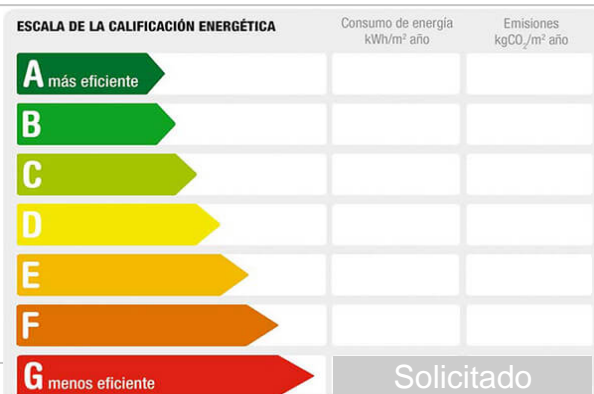 ESCALA DE LA CALIFICACIÓN ENERGÉTICA
Consumo de energía
kWh/m² año
Emisiones
kgCO₂/m² año
A más eficiente
B
C
D
E
F
G menos eficiente
Solicitado